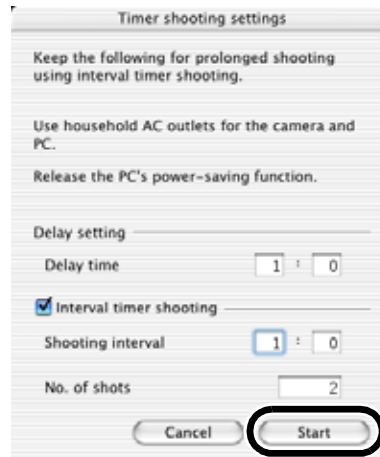 Timer shooting settings
Keep the following for prolonged shooting
using interval timer shooting.
Use household AC outlets for the camera and
PC.
Release the PC's power-saving function.
Delay setting
Delay time 1 : 0
Interval timer shooting
Shooting interval 1 : 0
No. of shots 2
Cancel Start